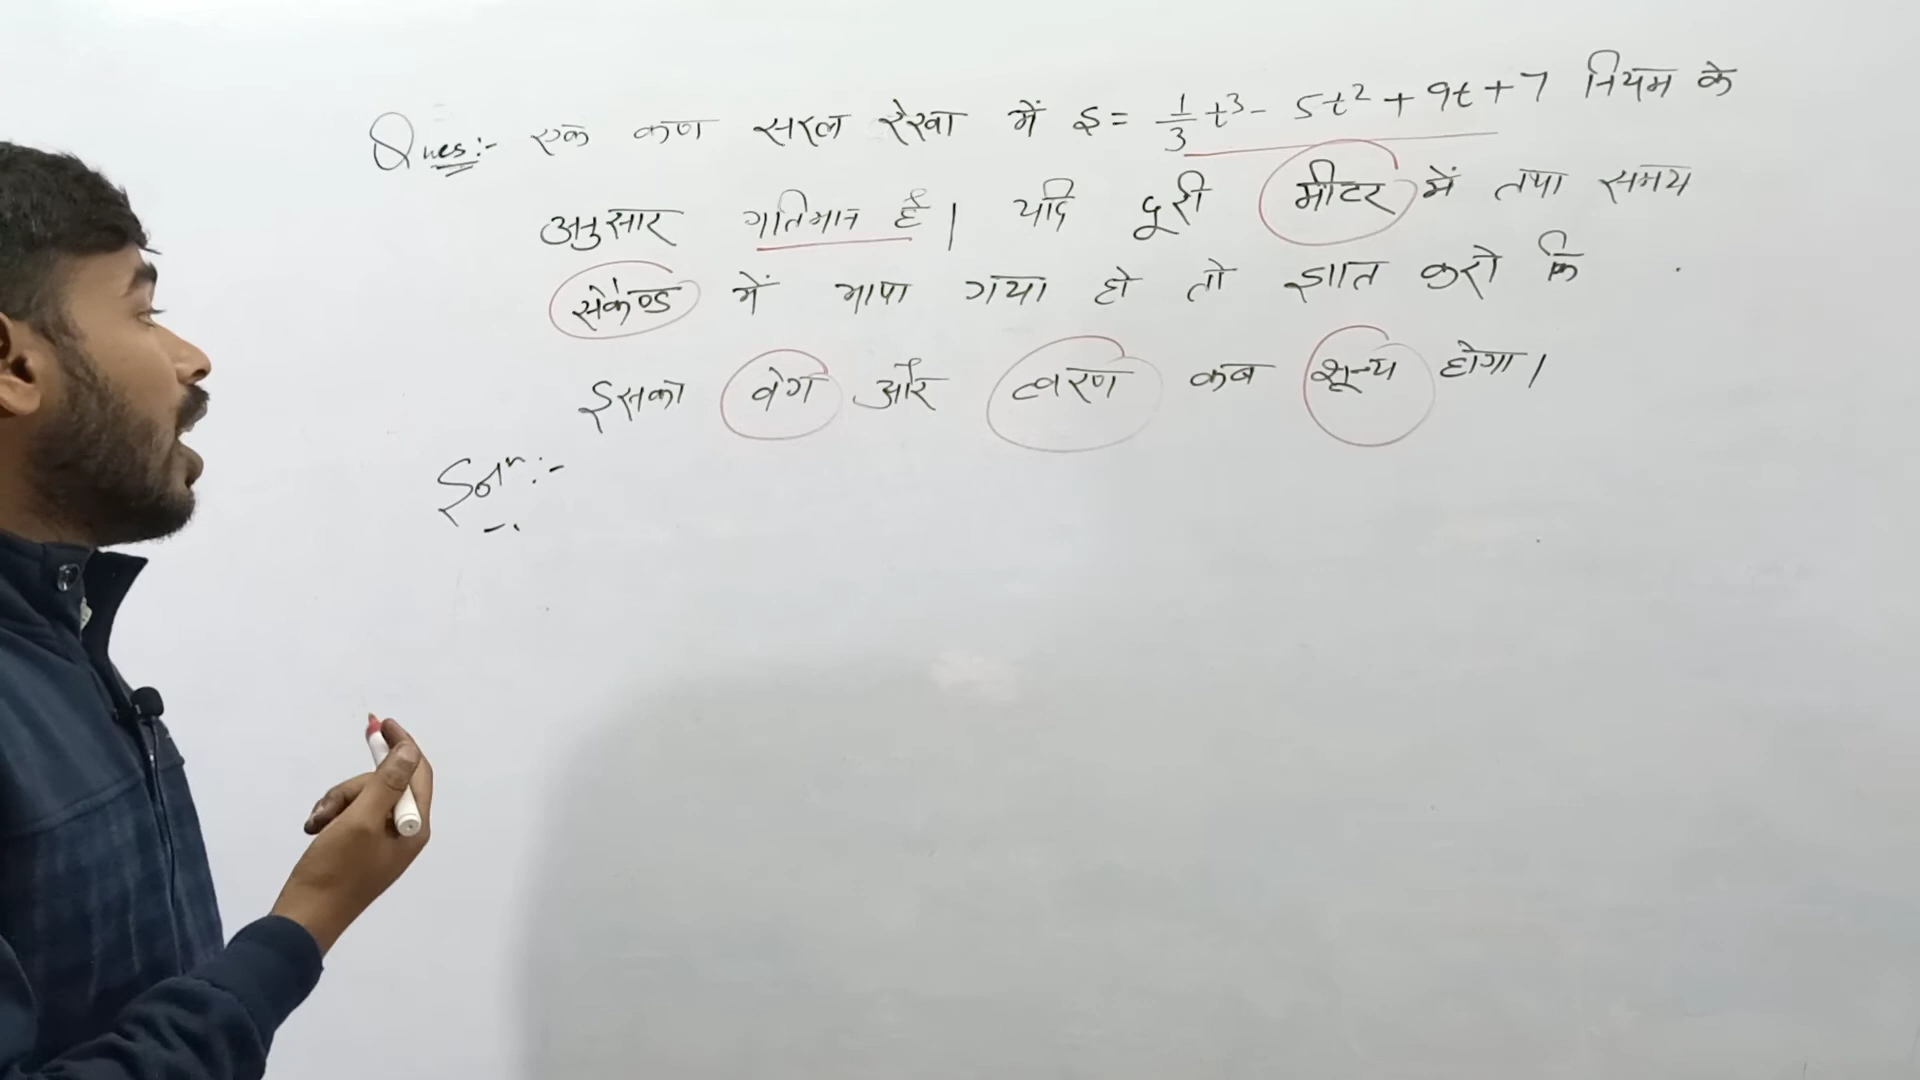 Ques:- एक कण सरल रेखा में s = 1/3 t³ - 5t² + 9t + 7 नियम के
अनुसार गतिमान है। यदि दूरी मीटर में तथा समय
सेकेण्ड में मापा गया हो तो ज्ञात करो कि
इसका वेग और त्वरण कब शून्य होगा।
Solⁿ:-